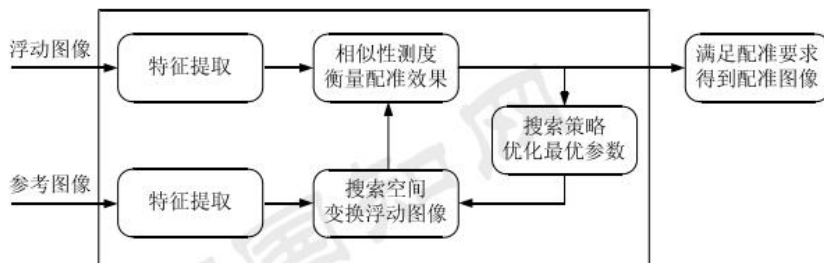 浮动图像
特征提取
相似性测度
衡量配准效果
满足配准要求
得到配准图像
搜索策略
优化最优参数
参考图像
特征提取
搜索空间
变换浮动图像